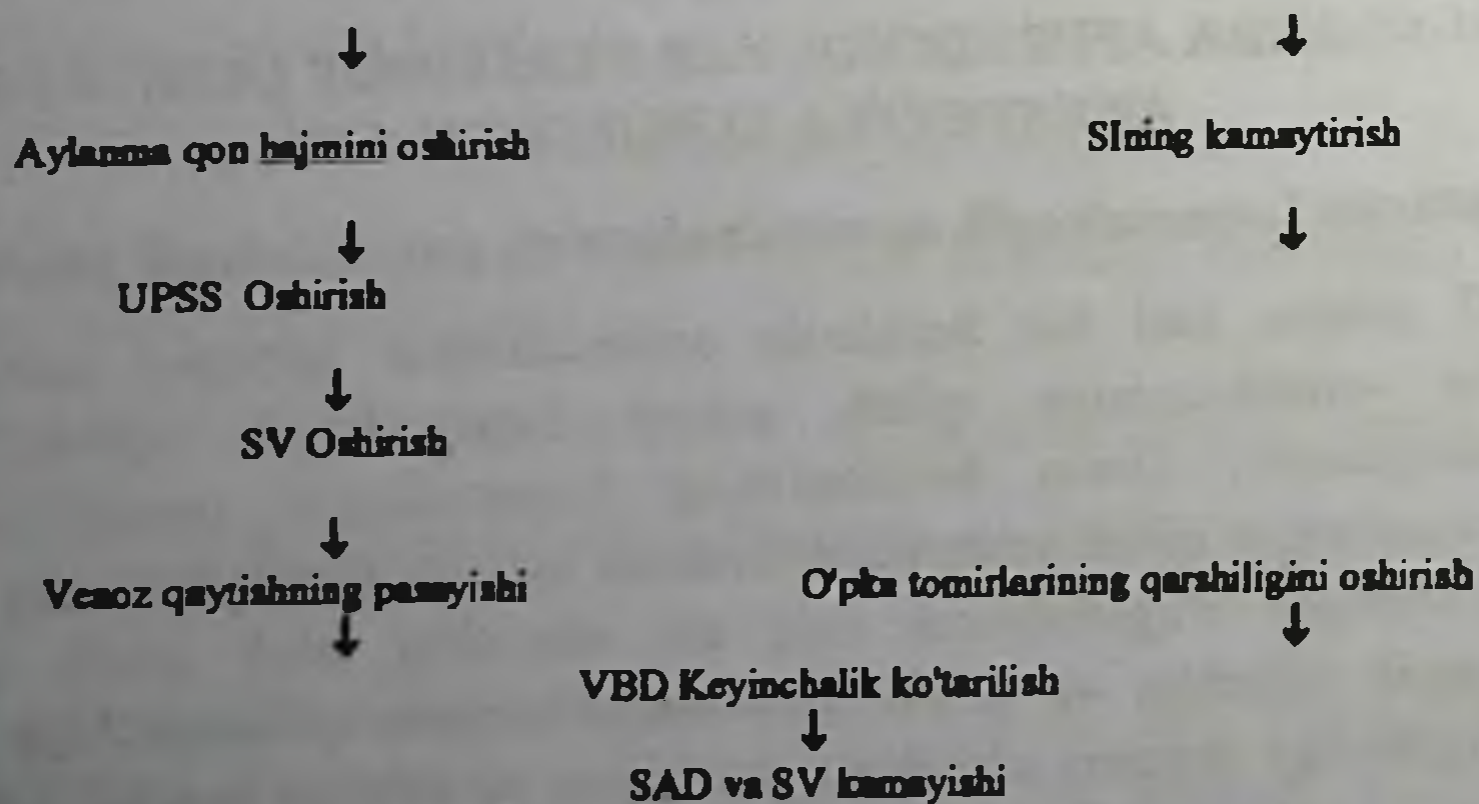 Aylanma qon hajmini oshirish
SIning kamaytirish
UPSS Oshirish
SV Oshirish
Venoz qaytishning pasayishi
O'pka tomirlarining qarshiligini oshirish
VBD Keyinchalik ko'tarilish
SAD va SV kamayishi